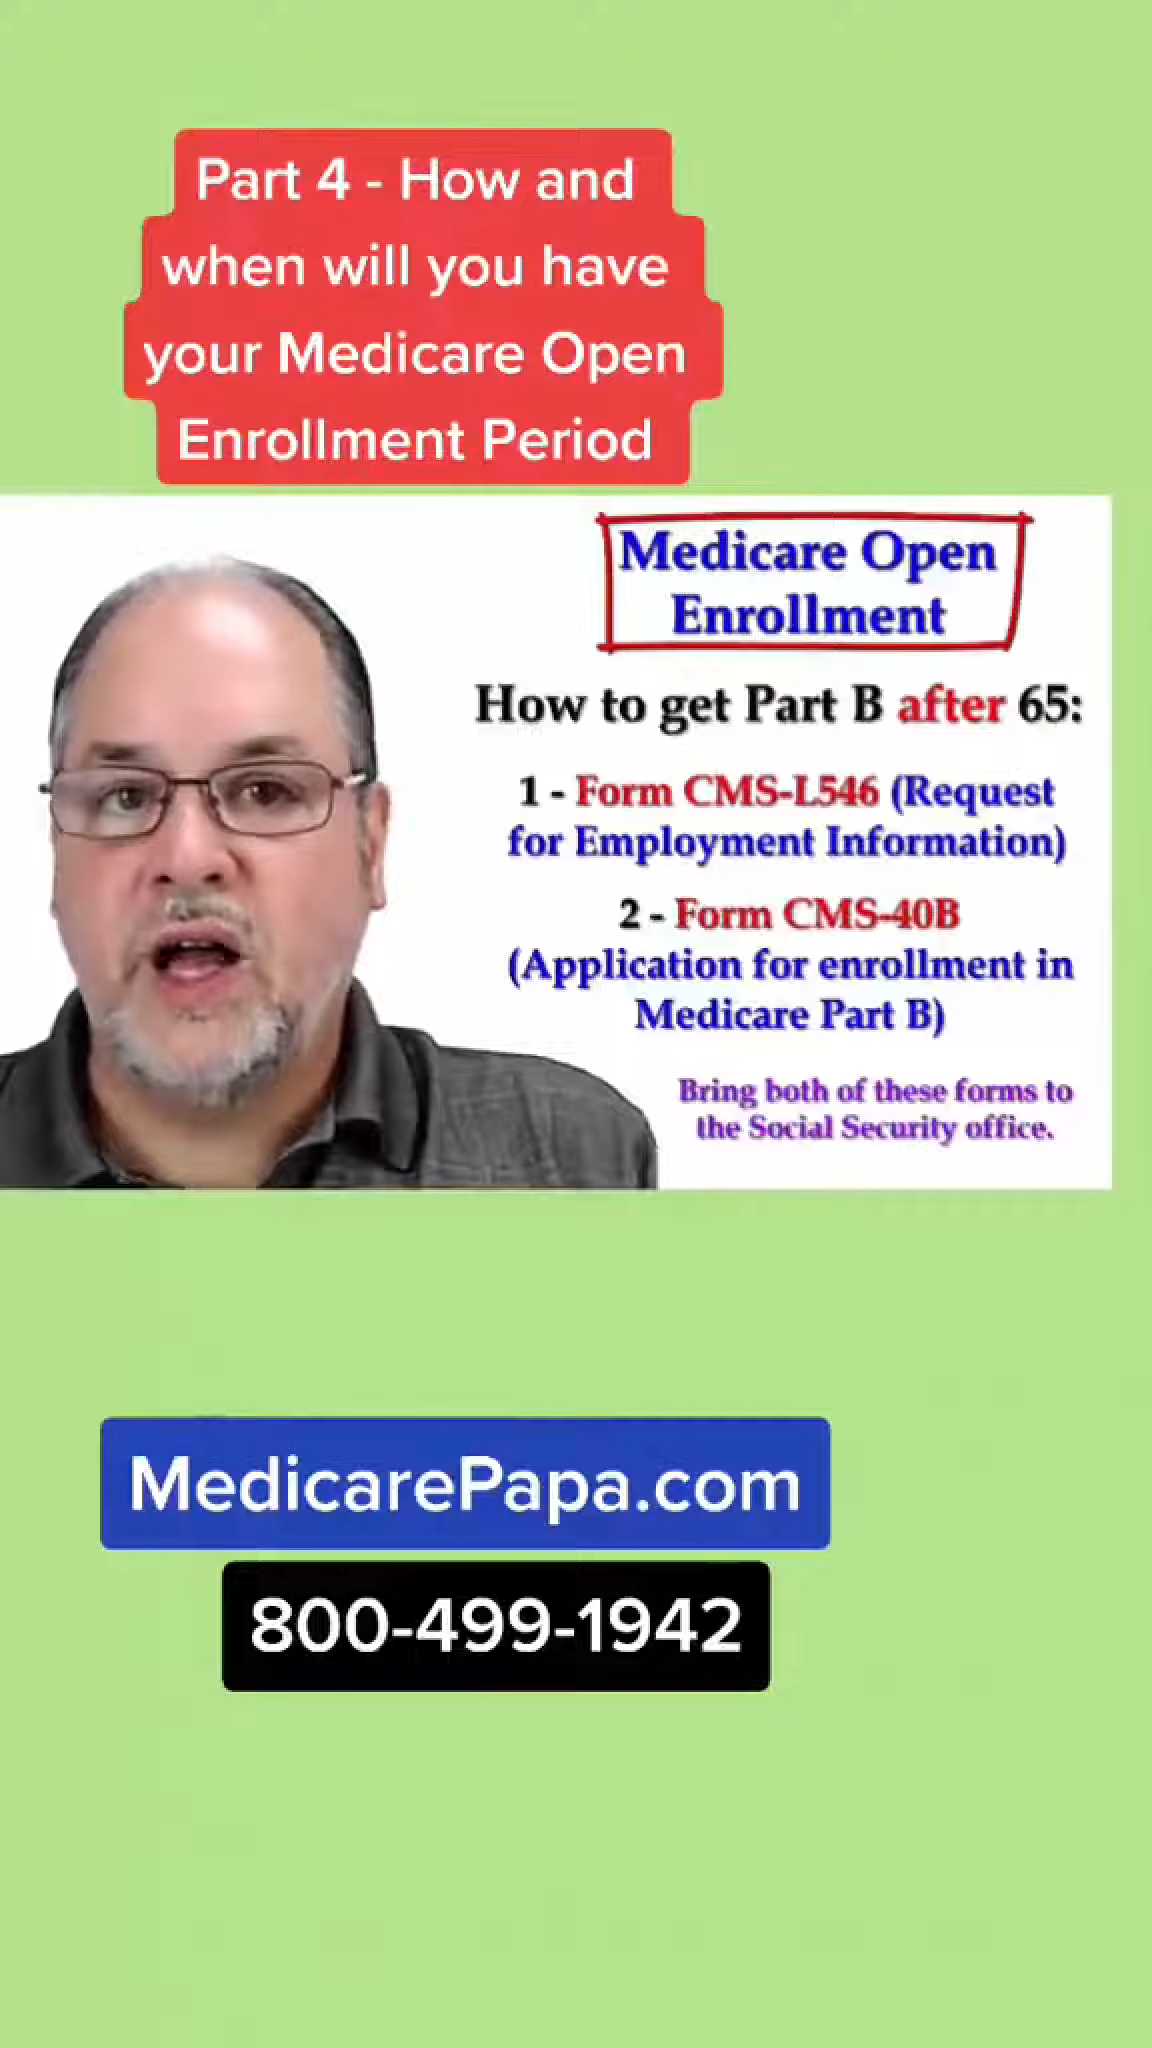 Part 4 - How and
when will you have
your Medicare Open
Enrollment Period
Medicare Open
Enrollment
How to get Part B after 65:
1 - Form CMS-L546 (Request
for Employment Information)
2 - Form CMS-40B
(Application for enrollment in
Medicare Part B)
Bring both of these forms to
the Social Security office.
MedicarePapa.com
800-499-1942